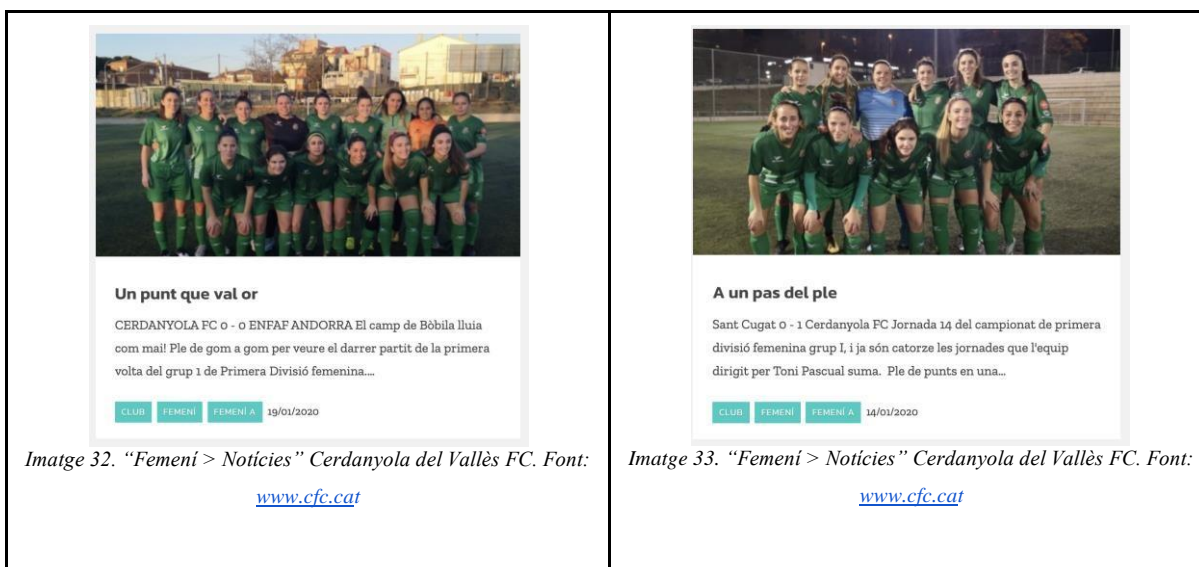 Un punt que val or
CERDANYOLA FC 0 - 0 ENFAF ANDORRA El camp de Bòbila lluia
com mai! Ple de gom a gom per veure el darrer partit de la primera
volta del grup 1 de Primera Divisió femenina....
CLUB FEMENÍ FEMENÍ A 19/01/2020
Imatge 32. “Femení > Notícies” Cerdanyola del Vallès FC. Font:
www.cfc.cat
A un pas del ple
Sant Cugat 0 - 1 Cerdanyola FC Jornada 14 del campionat de primera
divisió femenina grup I, i ja són catorze les jornades que l'equip
dirigit per Toni Pascual suma. Ple de punts en una...
CLUB FEMENÍ FEMENÍ A 14/01/2020
Imatge 33. “Femení > Notícies” Cerdanyola del Vallès FC. Font:
www.cfc.cat